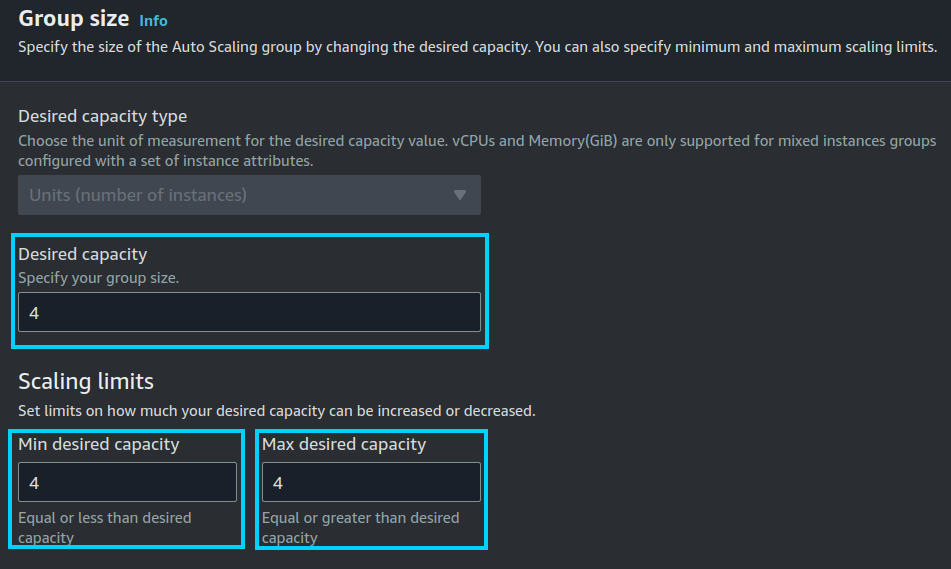 Group size Info
Specify the size of the Auto Scaling group by changing the desired capacity. You can also specify minimum and maximum scaling limits.
Desired capacity type
Choose the unit of measurement for the desired capacity value. vCPUs and Memory(GiB) are only supported for mixed instances groups
configured with a set of instance attributes.
Units (number of instances)
Desired capacity
Specify your group size.
4
Scaling limits
Set limits on how much your desired capacity can be increased or decreased.
Min desired capacity
4
Equal or less than desired
capacity
Max desired capacity
4
Equal or greater than desired
capacity